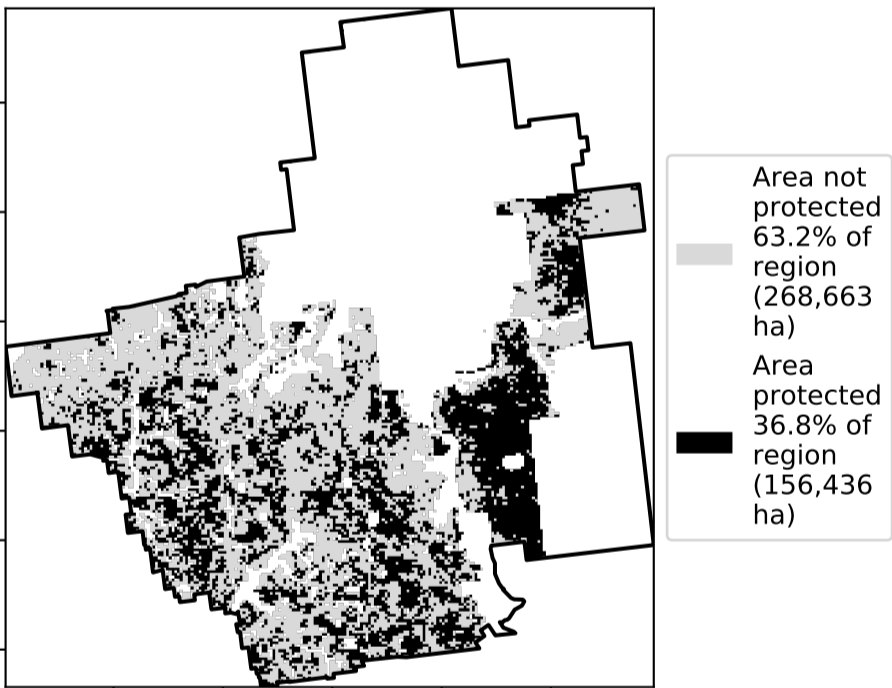 Area not
protected
63.2% of
region
(268,663
ha)
Area
protected
36.8% of
region
(156,436
ha)